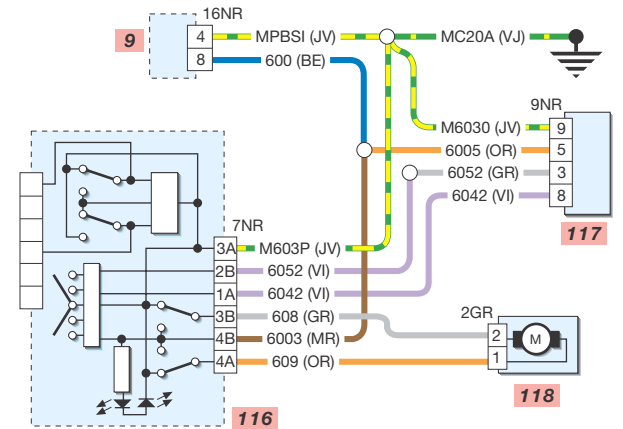 16NR
9
4 MPBSI (JV) MC20A (VJ)
8 600 (BE)
9NR
M6030 (JV) 9
6005 (OR) 5
6052 (GR) 3
6042 (VI) 8
117
7NR
3A M603P (JV)
2B 6052 (VI)
1A 6042 (VI)
3B 608 (GR)
4B 6003 (MR)
4A 609 (OR)
2GR
2
M
1
116
118